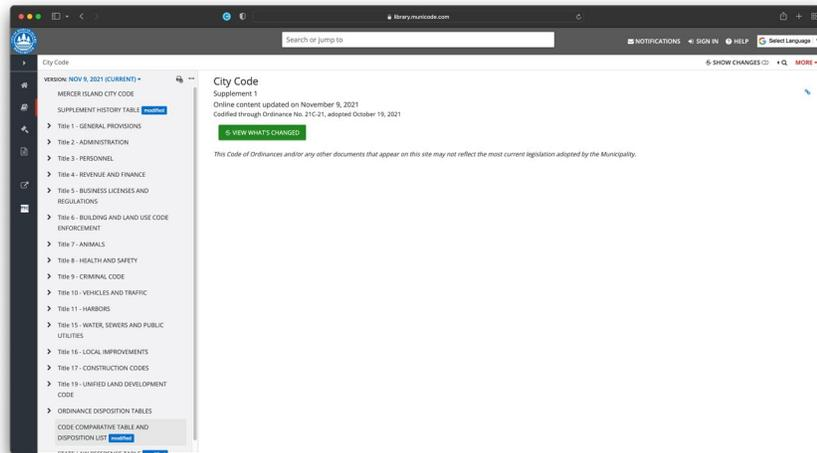 library.municode.com
Search or jump to
NOTIFICATIONS SIGN IN HELP Select Language
City Code
SHOW CHANGES
MORE
VERSION: NOV 9, 2021 (CURRENT)
MERCER ISLAND CITY CODE
SUPPLEMENT HISTORY TABLE modified
Title 1 - GENERAL PROVISIONS
Title 2 - ADMINISTRATION
Title 3 - PERSONNEL
Title 4 - REVENUE AND FINANCE
Title 5 - BUSINESS LICENSES AND
REGULATIONS
Title 6 - BUILDING AND LAND USE CODE
ENFORCEMENT
Title 7 - ANIMALS
Title 8 - HEALTH AND SAFETY
Title 9 - CRIMINAL CODE
Title 10 - VEHICLES AND TRAFFIC
Title 11 - HARBORS
Title 15 - WATER, SEWERS AND PUBLIC
UTILITIES
Title 16 - LOCAL IMPROVEMENTS
Title 17 - CONSTRUCTION CODES
Title 19 - UNIFIED LAND DEVELOPMENT
CODE
ORDINANCE DISPOSITION TABLES
CODE COMPARATIVE TABLE AND
DISPOSITION LIST modified
City Code
Supplement 1
Online content updated on November 9, 2021
Codified through Ordinance No. 21C-21, adopted October 19, 2021
VIEW WHAT'S CHANGED
This Code of Ordinances and/or any other documents that appear on this site may not reflect the most current legislation adopted by the Municipality.